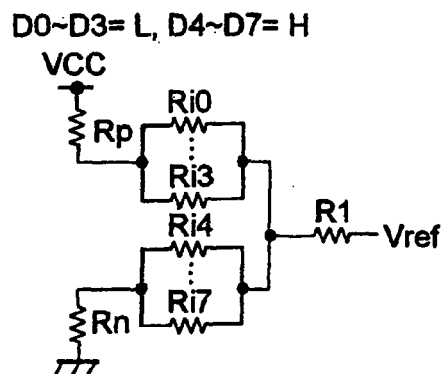 D0~D3= L, D4~D7= H
VCC
Rp
Ri0
Ri3
R1
Vref
Ri4
Ri7
Rn